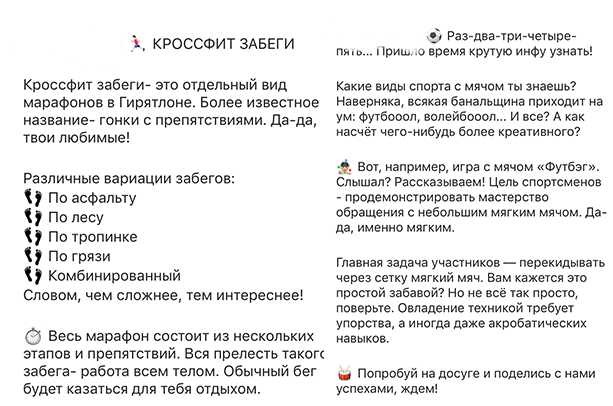 🏃🏻‍♂️ КРОССФИТ ЗАБЕГИ
Кроссфит забеги- это отдельный вид
марафонов в Гирятлоне. Более известное
название- гонки с препятствиями. Да-да,
твои любимые!
Различные вариации забегов:
👣 По асфальту
👣 По лесу
👣 По тропинке
👣 По грязи
👣 Комбинированный
Словом, чем сложнее, тем интереснее!
⏱ Весь марафон состоит из нескольких
этапов и препятствий. Вся прелесть такого
забега- работа всем телом. Обычный бег
будет казаться для тебя отдыхом.
⚽ Раз-два-три-четыре-
пять... Пришло время крутую инфу узнать!
Какие виды спорта с мячом ты знаешь?
Наверняка, всякая банальщина приходит на
ум: футбооол, волейбооол... И все? А как
насчёт чего-нибудь более креативного?
🤹🏻‍♂️ Вот, например, игра с мячом «Футбэг».
Слышал? Рассказываем! Цель спортсменов
- продемонстрировать мастерство
обращения с небольшим мягким мячом. Да-
да, именно мягким.
Главная задача участников — перекидывать
через сетку мягкий мяч. Вам кажется это
простой забавой? Но не всё так просто,
поверьте. Овладение техникой требует
упорства, а иногда даже акробатических
навыков.
🥁 Попробуй на досуге и поделись с нами
успехами, ждем!